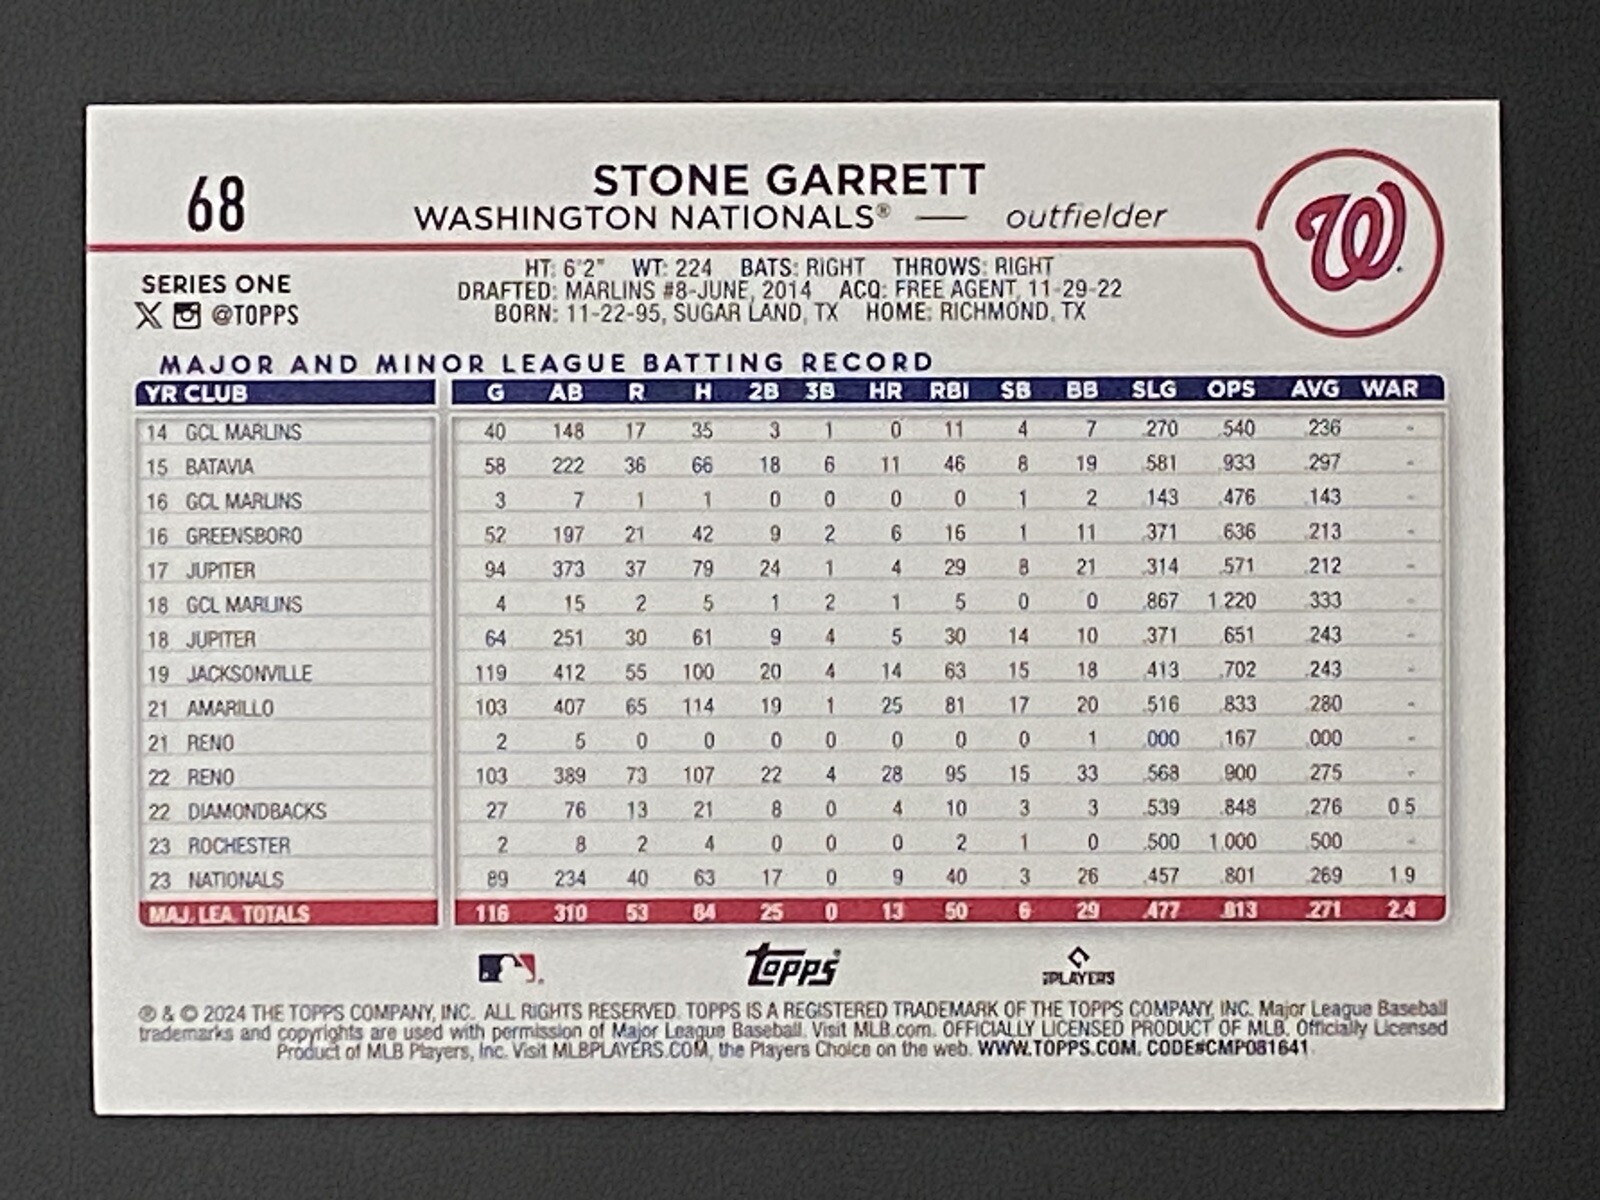 68
STONE GARRETT
WASHINGTON NATIONALS® — outfielder
W
SERIES ONE
@TOPPS
HT: 6'2" WT: 224 BATS: RIGHT THROWS: RIGHT
DRAFTED: MARLINS #8-JUNE, 2014 ACQ: FREE AGENT, 11-29-22
BORN: 11-22-95, SUGAR LAND, TX HOME: RICHMOND, TX
MAJOR AND MINOR LEAGUE BATTING RECORD
YR CLUB G AB R H 2B 3B HR RBI SB BB SLG OPS AVG WAR
14 GCL MARLINS 40 148 17 35 3 1 0 11 4 7 .270 .540 .236 -
15 BATAVIA 58 222 36 66 18 6 11 46 8 19 .581 .933 .297 -
16 GCL MARLINS 3 7 1 1 0 0 0 0 1 2 .143 .476 .143 -
16 GREENSBORO 52 197 21 42 9 2 6 16 1 11 .371 .636 .213 -
17 JUPITER 94 373 37 79 24 1 4 29 8 21 .314 .571 .212 -
18 GCL MARLINS 4 15 2 5 1 2 1 5 0 0 .867 1.220 .333 -
18 JUPITER 64 251 30 61 9 4 5 30 14 10 .371 .651 .243 -
19 JACKSONVILLE 119 412 55 100 20 4 14 63 15 18 .413 .702 .243 -
21 AMARILLO 103 407 65 114 19 1 25 81 17 20 .516 .833 .280 -
21 RENO 2 5 0 0 0 0 0 0 0 1 .000 .167 .000 -
22 RENO 103 389 73 107 22 4 28 95 15 33 .568 .900 .275 -
22 DIAMONDBACKS 27 76 13 21 8 0 4 10 3 3 .539 .848 .276 0.5
23 ROCHESTER 2 8 2 4 0 0 0 2 1 0 .500 1.000 .500 -
23 NATIONALS 89 234 40 63 17 0 9 40 3 26 .457 .801 .269 1.9
MAJ. LEA. TOTALS 116 310 53 84 25 0 13 50 6 29 .477 .813 .271 2.4
topps® PLAYERS
® & © 2024 THE TOPPS COMPANY, INC. ALL RIGHTS RESERVED. TOPPS IS A REGISTERED TRADEMARK OF THE TOPPS COMPANY, INC. Major League Baseball
trademarks and copyrights are used with permission of Major League Baseball. Visit MLB.com. OFFICIALLY LICENSED PRODUCT OF MLB. Officially Licensed
Product of MLB Players, Inc. Visit MLBPLAYERS.COM, the Players Choice on the web. WWW.TOPPS.COM. CODE#CMP081641